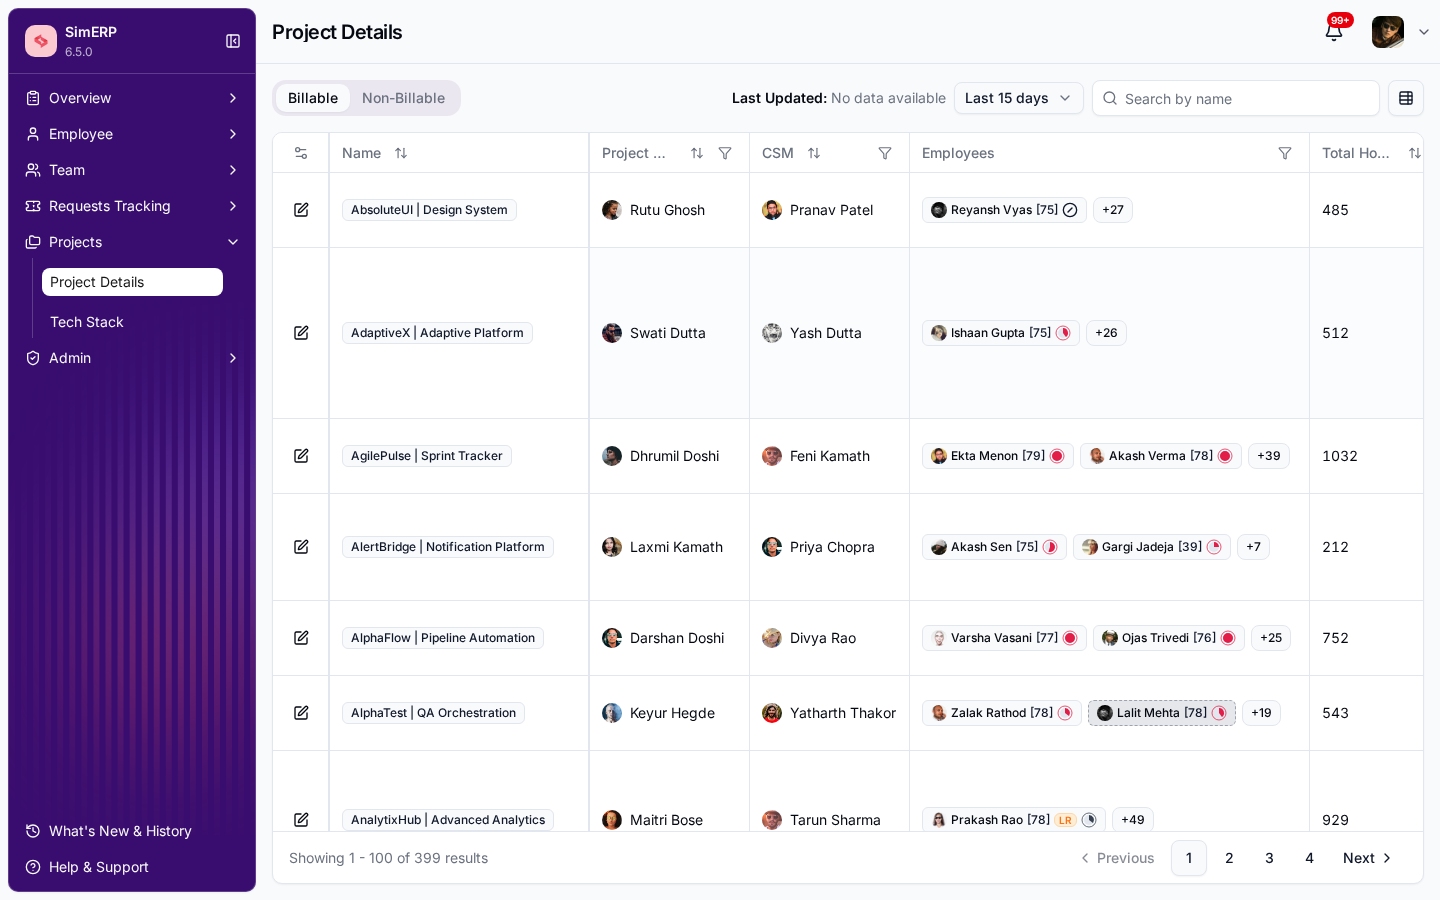 SimERP
6.5.0
Overview
Employee
Team
Requests Tracking
Projects
Project Details
Tech Stack
Admin
What's New & History
Help & Support
Project Details
99+
Billable
Non-Billable
Last Updated: No data available
Last 15 days
Search by name
Name
Project ...
CSM
Employees
Total Ho...
AbsoluteUI | Design System
Rutu Ghosh
Pranav Patel
Reyansh Vyas [75]
+27
485
AdaptiveX | Adaptive Platform
Swati Dutta
Yash Dutta
Ishaan Gupta [75]
+26
512
AgilePulse | Sprint Tracker
Dhrumil Doshi
Feni Kamath
Ekta Menon [79]
Akash Verma [78]
+39
1032
AlertBridge | Notification Platform
Laxmi Kamath
Priya Chopra
Akash Sen [75]
Gargi Jadeja [39]
+7
212
AlphaFlow | Pipeline Automation
Darshan Doshi
Divya Rao
Varsha Vasani [77]
Ojas Trivedi [76]
+25
752
AlphaTest | QA Orchestration
Keyur Hegde
Yatharth Thakor
Zalak Rathod [78]
Lalit Mehta [78]
+19
543
AnalytixHub | Advanced Analytics
Maitri Bose
Tarun Sharma
Prakash Rao [78] LR
+49
929
Showing 1 - 100 of 399 results
Previous
1
2
3
4
Next